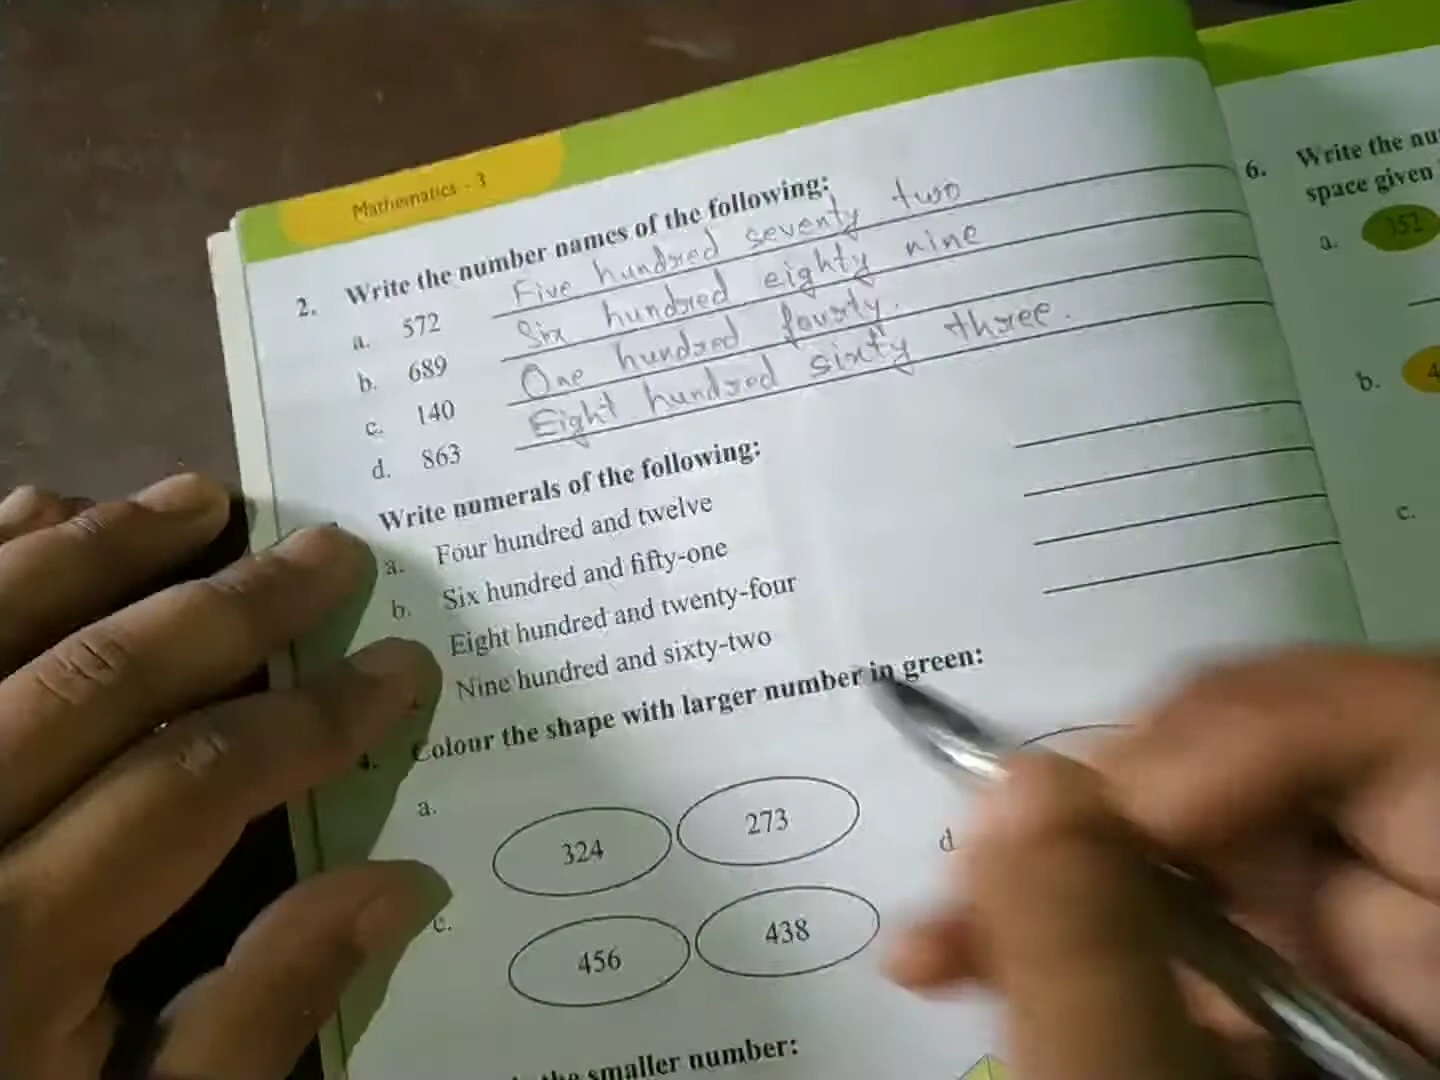 Mathematics - 3
2. Write the number names of the following:
a. 572 Five hundred seventy two
b. 689 Six hundred eighty nine
c. 140 One hundred fourty.
d. 863 Eight hundred sixty three.
Write numerals of the following:
a. Four hundred and twelve
b. Six hundred and fifty-one
Eight hundred and twenty-four
Nine hundred and sixty-two
4. Colour the shape with larger number in green:
a. 324 273
d
c. 456 438
the smaller number:
6. Write the
space given
a. 352
b. 4
c.